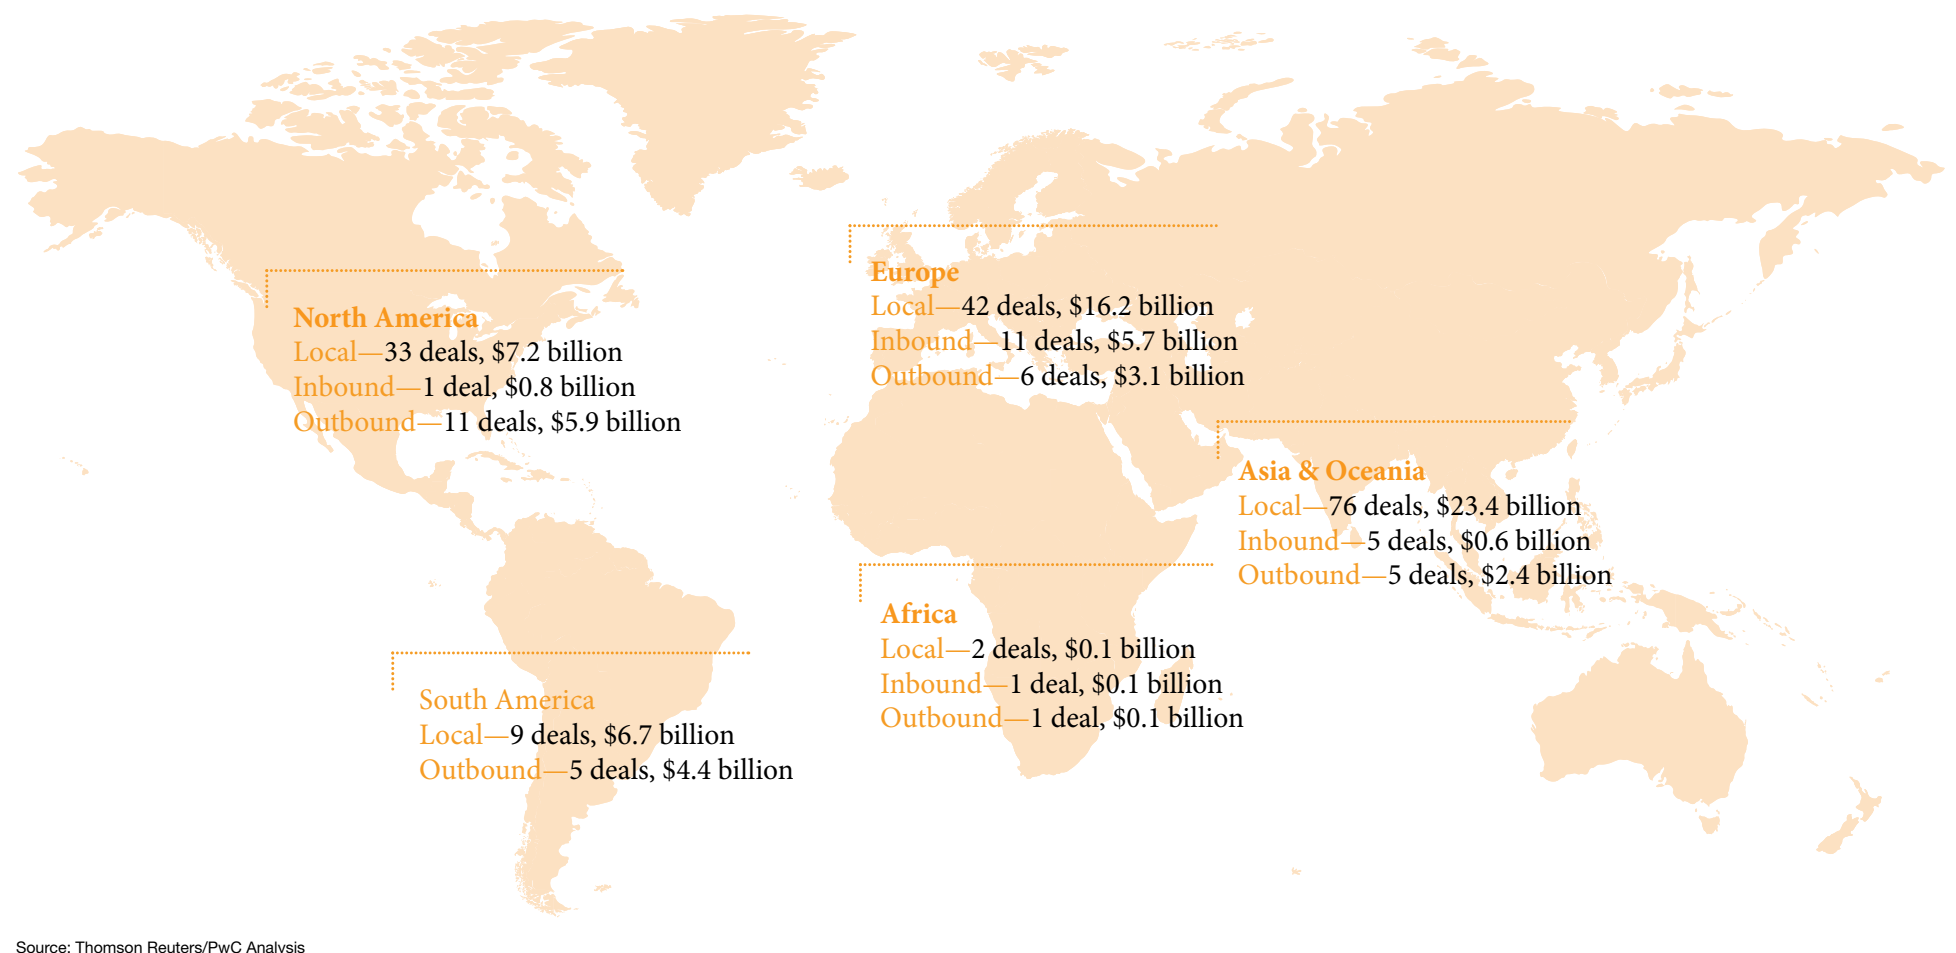 North America
Local—33 deals, $7.2 billion
Inbound—1 deal, $0.8 billion
Outbound—11 deals, $5.9 billion
Europe
Local—42 deals, $16.2 billion
Inbound—11 deals, $5.7 billion
Outbound—6 deals, $3.1 billion
Asia & Oceania
Local—76 deals, $23.4 billion
Inbound—5 deals, $0.6 billion
Outbound—5 deals, $2.4 billion
Africa
Local—2 deals, $0.1 billion
Inbound—1 deal, $0.1 billion
Outbound—1 deal, $0.1 billion
South America
Local—9 deals, $6.7 billion
Outbound—5 deals, $4.4 billion
Source: Thomson Reuters/PwC Analysis